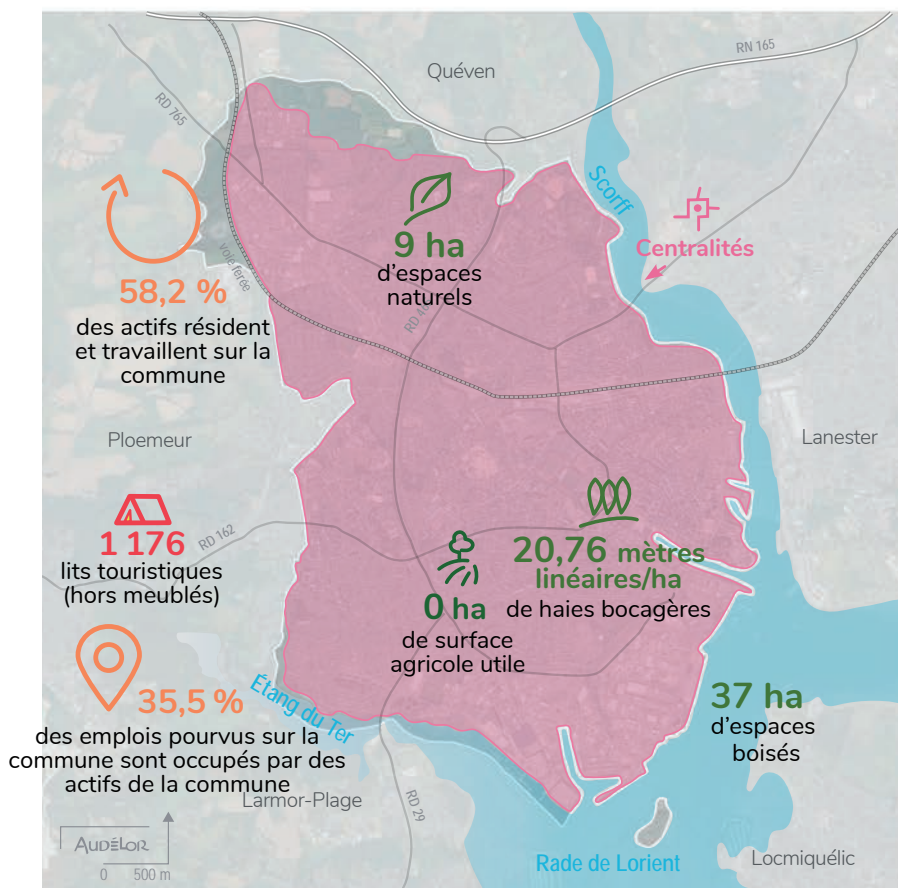 Quéven
RN 165
RD 765
Scorff
Centralités
9 ha
d'espaces
naturels
voie ferée
58,2 %
des actifs résident
et travaillent sur la
commune
Ploemeur
Lanester
1 176
lits touristiques
(hors meublés)
RD 162
20,76 mètres
linéaires/ha
de haies bocagères
0 ha
de surface
agricole utile
35,5 %
des emplois pourvus sur la
commune sont occupés par des
actifs de la commune
Étang du Ter
37 ha
d'espaces
boisés
Larmor-Plage
RD 29
AUDÉLOR
0 500 m
Rade de Lorient
Locmiquélic